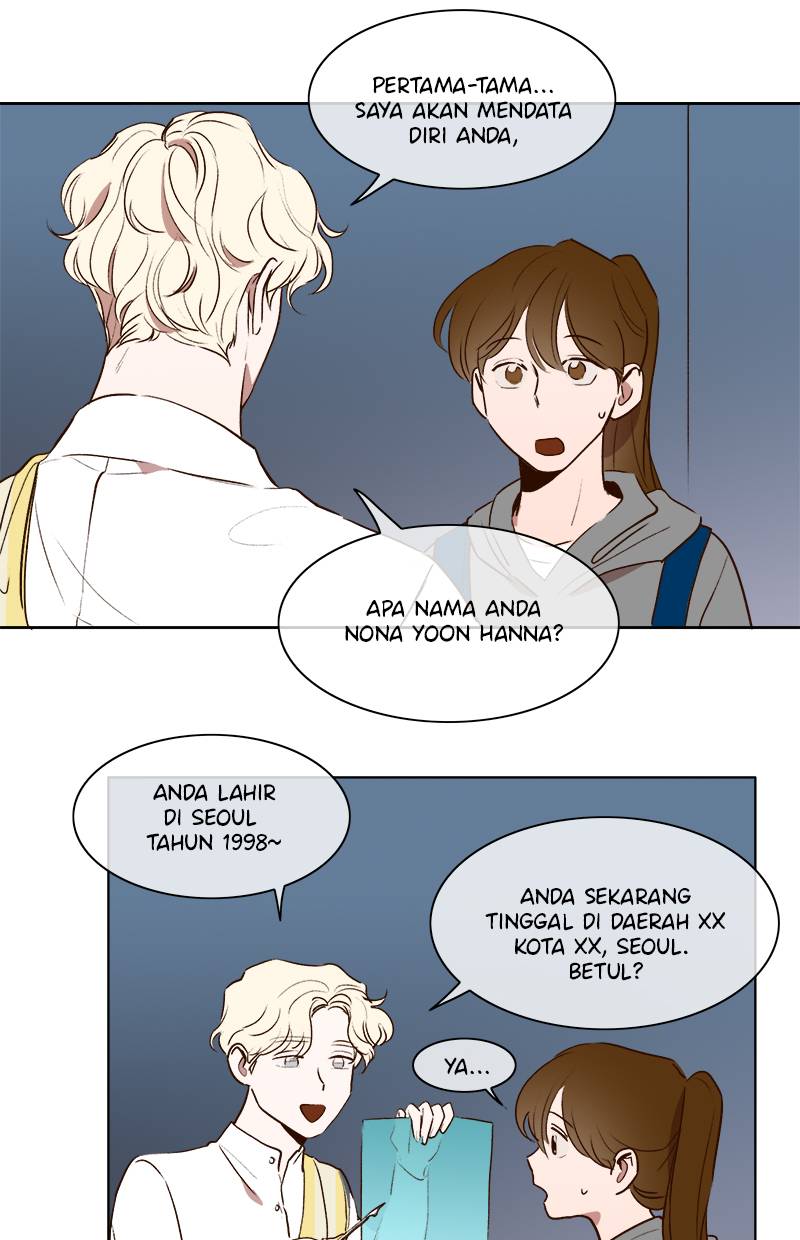 PERTAMA-TAMA...
SAYA AKAN MENDATA
DIRI ANDA,
APA NAMA ANDA
NONA YOON HANNA?
ANDA LAHIR
DI SEOUL
TAHUN 1998~
ANDA SEKARANG
TINGGAL DI DAERAH XX
KOTA XX, SEOUL.
BETUL?
YA...